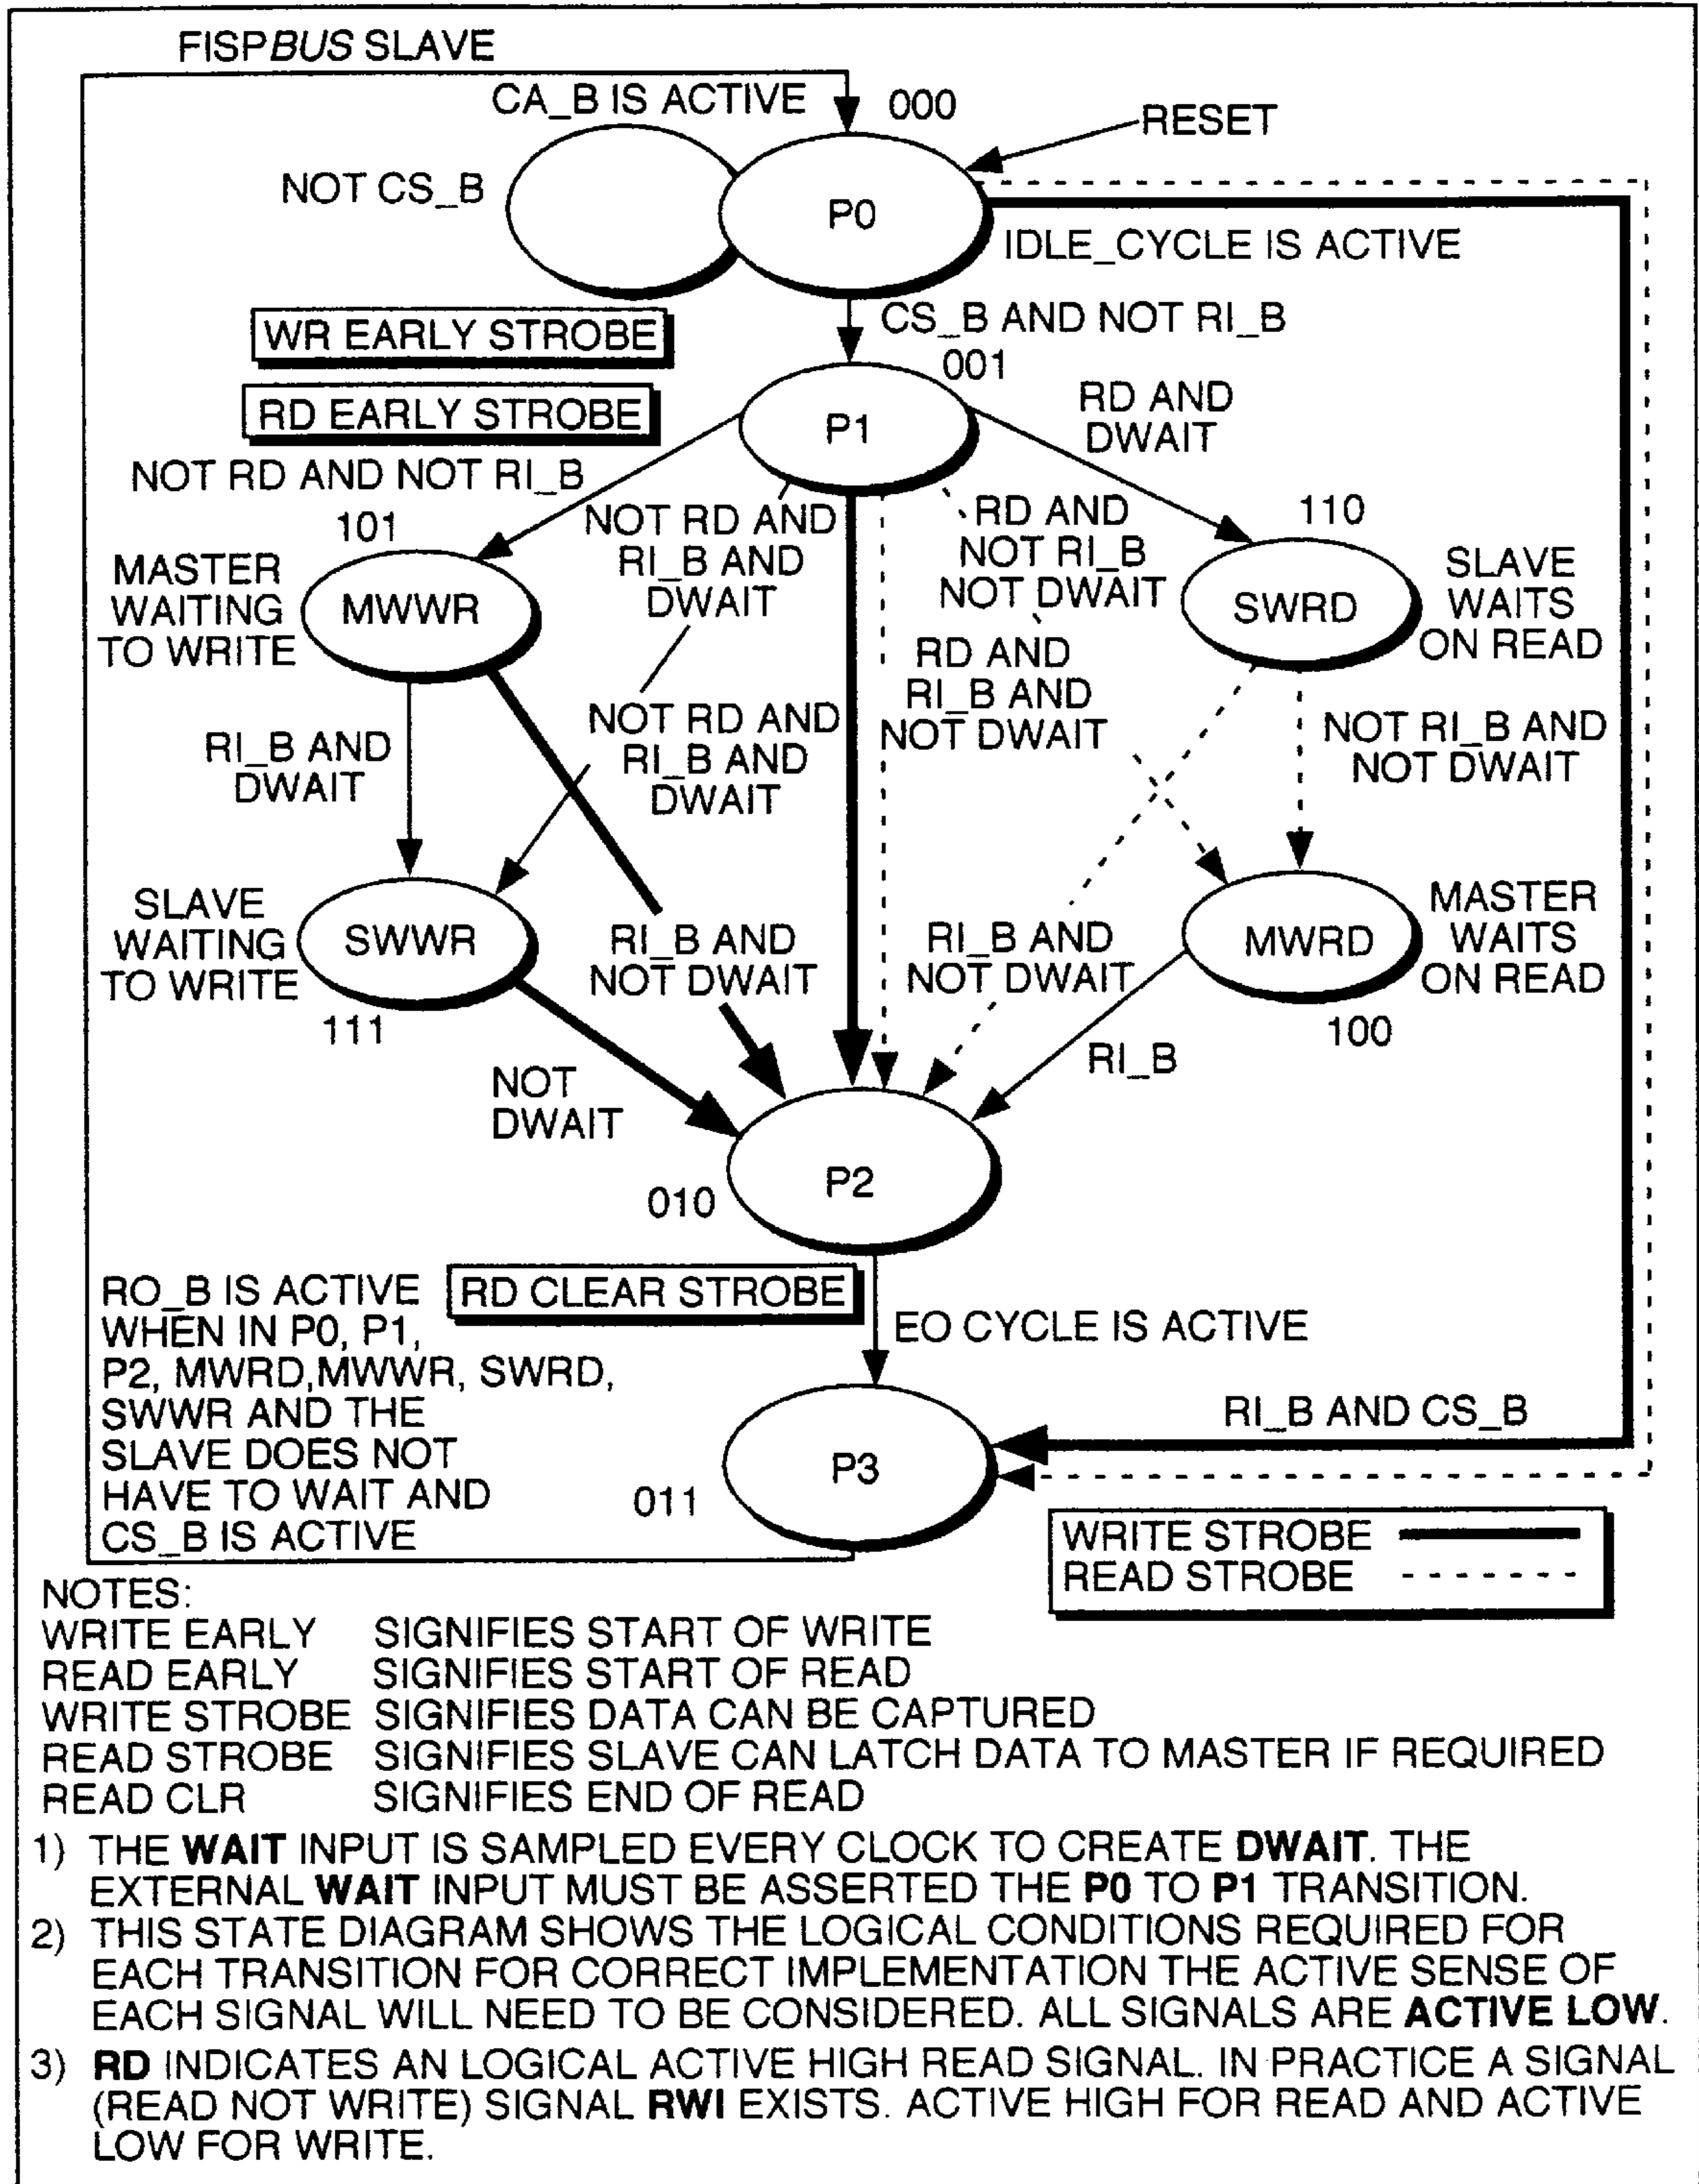 FISPBUS SLAVE
CA_B IS ACTIVE
000
RESET
NOT CS_B
P0
IDLE_CYCLE IS ACTIVE
WR EARLY STROBE
CS_B AND NOT RI_B
001
RD EARLY STROBE
P1
RD AND
DWAIT
NOT RD AND NOT RI_B
101
NOT RD AND
RI_B AND
DWAIT
RD AND
NOT RI_B
NOT DWAIT
110
MASTER
WAITING
TO WRITE
MWWR
SWRD
SLAVE
WAITS
ON READ
RD AND
RI_B AND
NOT DWAIT
RI_B AND
DWAIT
NOT RD AND
RI_B AND
DWAIT
NOT RI_B AND
NOT DWAIT
SLAVE
WAITING
TO WRITE
SWWR
111
RI_B AND
NOT DWAIT
RI_B AND
NOT DWAIT
MWRD
MASTER
WAITS
ON READ
100
RI_B
NOT
DWAIT
P2
010
RO_B IS ACTIVE
WHEN IN P0, P1,
P2, MWRD,MWWR, SWRD,
SWWR AND THE
SLAVE DOES NOT
HAVE TO WAIT AND
CS_B IS ACTIVE
RD CLEAR STROBE
EO CYCLE IS ACTIVE
RI_B AND CS_B
P3
011
WRITE STROBE
READ STROBE
NOTES:
WRITE EARLY SIGNIFIES START OF WRITE
READ EARLY SIGNIFIES START OF READ
WRITE STROBE SIGNIFIES DATA CAN BE CAPTURED
READ STROBE SIGNIFIES SLAVE CAN LATCH DATA TO MASTER IF REQUIRED
READ CLR SIGNIFIES END OF READ
1) THE WAIT INPUT IS SAMPLED EVERY CLOCK TO CREATE DWAIT. THE
EXTERNAL WAIT INPUT MUST BE ASSERTED THE P0 TO P1 TRANSITION.
2) THIS STATE DIAGRAM SHOWS THE LOGICAL CONDITIONS REQUIRED FOR
EACH TRANSITION FOR CORRECT IMPLEMENTATION THE ACTIVE SENSE OF
EACH SIGNAL WILL NEED TO BE CONSIDERED. ALL SIGNALS ARE ACTIVE LOW.
3) RD INDICATES AN LOGICAL ACTIVE HIGH READ SIGNAL. IN PRACTICE A SIGNAL
(READ NOT WRITE) SIGNAL RWI EXISTS. ACTIVE HIGH FOR READ AND ACTIVE
LOW FOR WRITE.